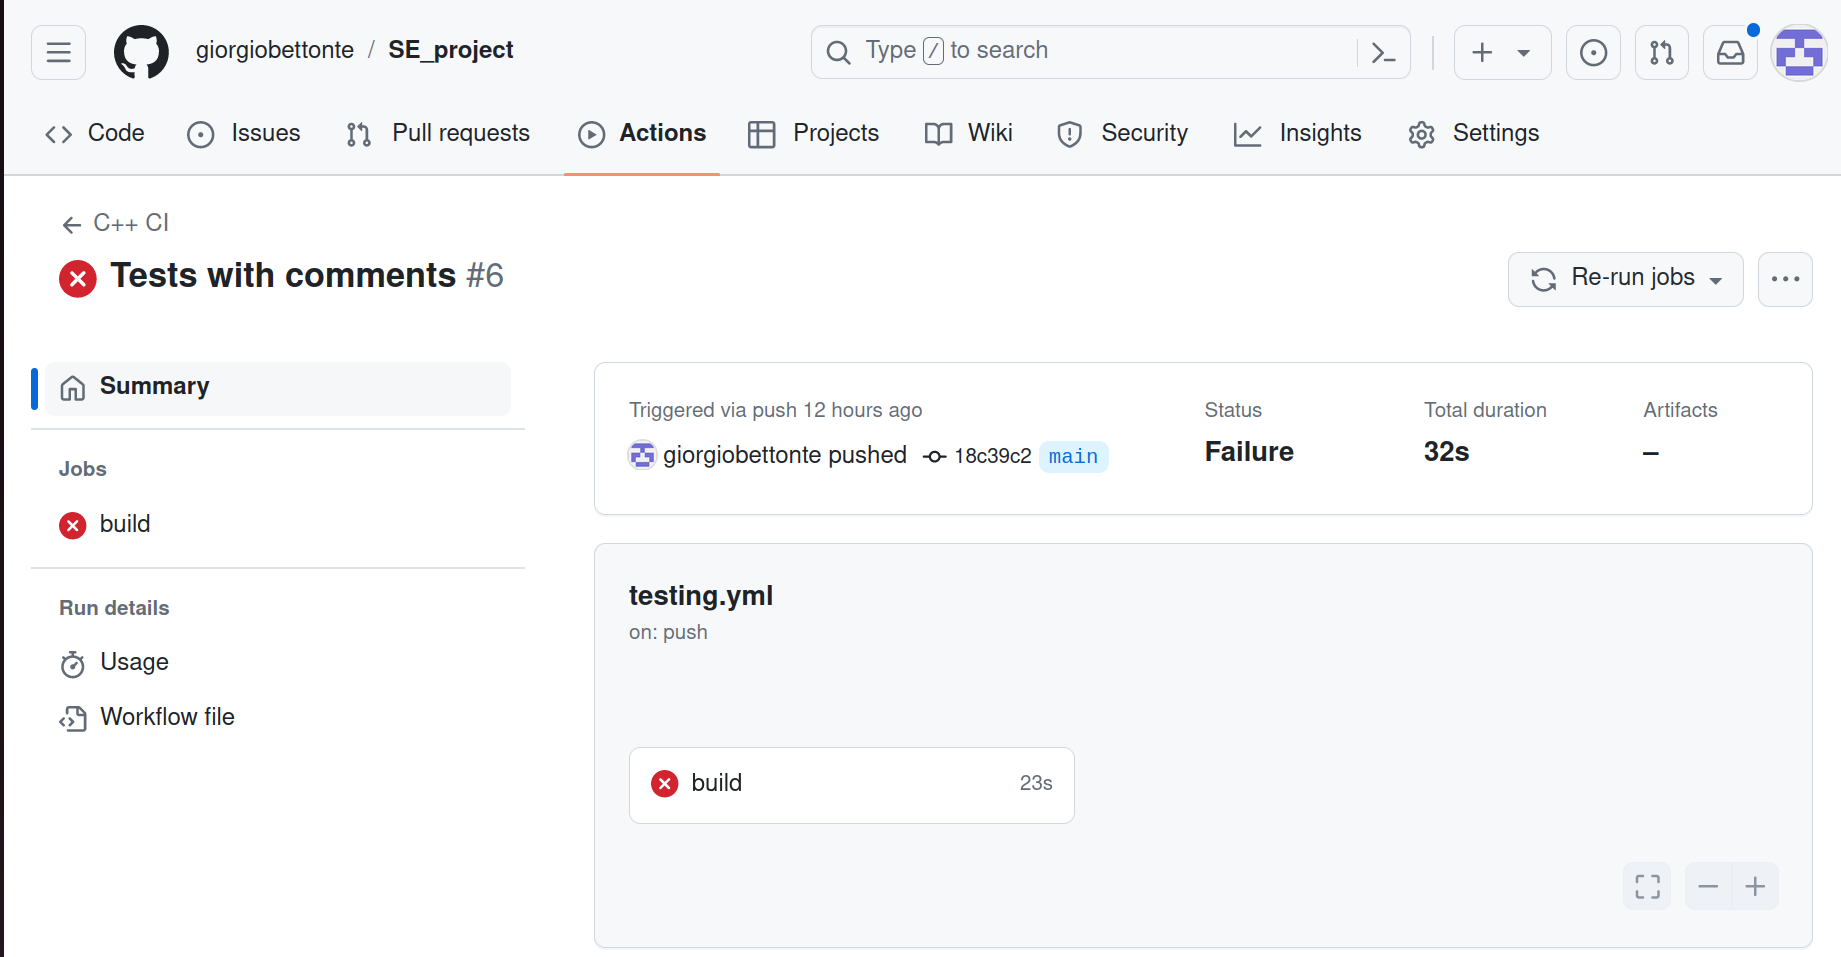 giorgiobettonte / SE_project
Type / to search
Code Issues Pull requests Actions Projects Wiki Security Insights Settings
C++ CI
Tests with comments #6
Re-run jobs
Summary
Jobs
build
Run details
Usage
Workflow file
Triggered via push 12 hours ago
giorgiobettonte pushed 18c39c2 main
Status
Failure
Total duration
32s
Artifacts
–
testing.yml
on: push
build 23s